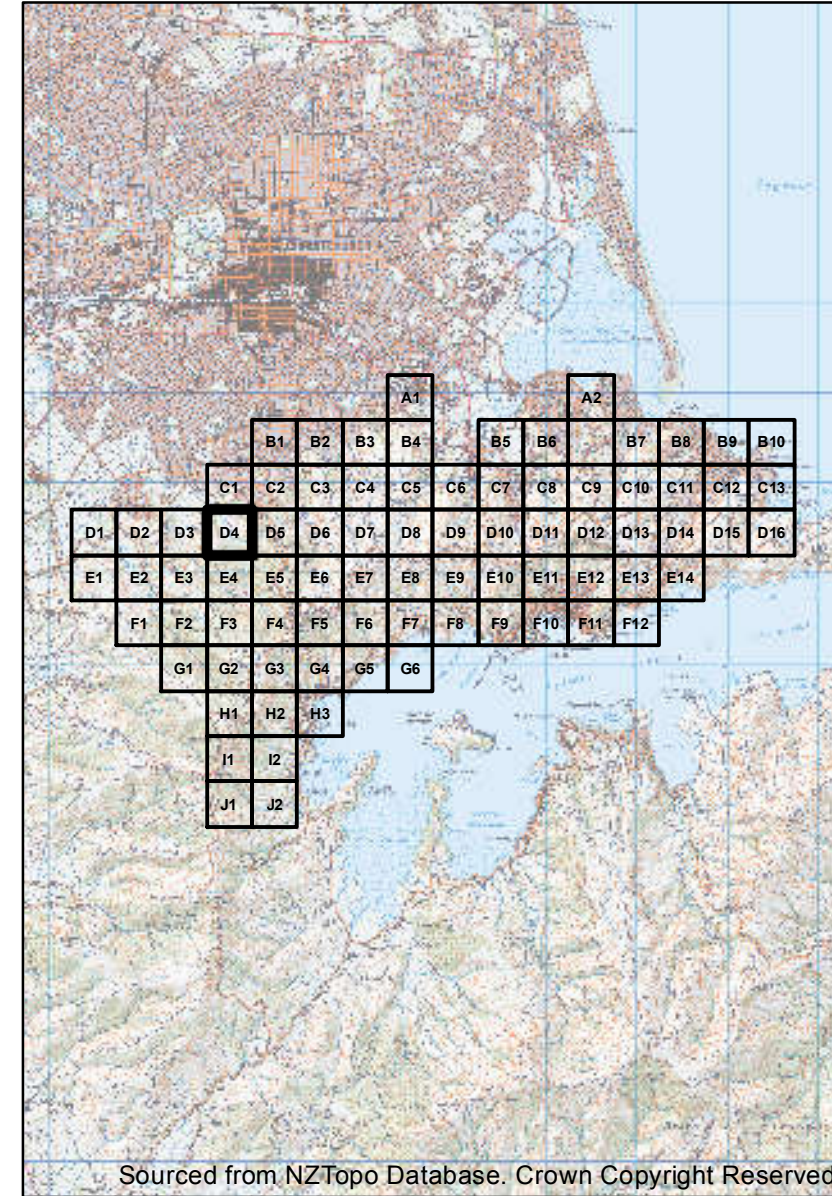 A1 A2
B1 B2 B3 B4 B5 B6 B7 B8 B9 B10
C1 C2 C3 C4 C5 C6 C7 C8 C9 C10 C11 C12 C13
D1 D2 D3 D4 D5 D6 D7 D8 D9 D10 D11 D12 D13 D14 D15 D16
E1 E2 E3 E4 E5 E6 E7 E8 E9 E10 E11 E12 E13 E14
F1 F2 F3 F4 F5 F6 F7 F8 F9 F10 F11 F12
G1 G2 G3 G4 G5 G6
H1 H2 H3
I1 I2
J1 J2
Sourced from NZTopo Database. Crown Copyright Reserved